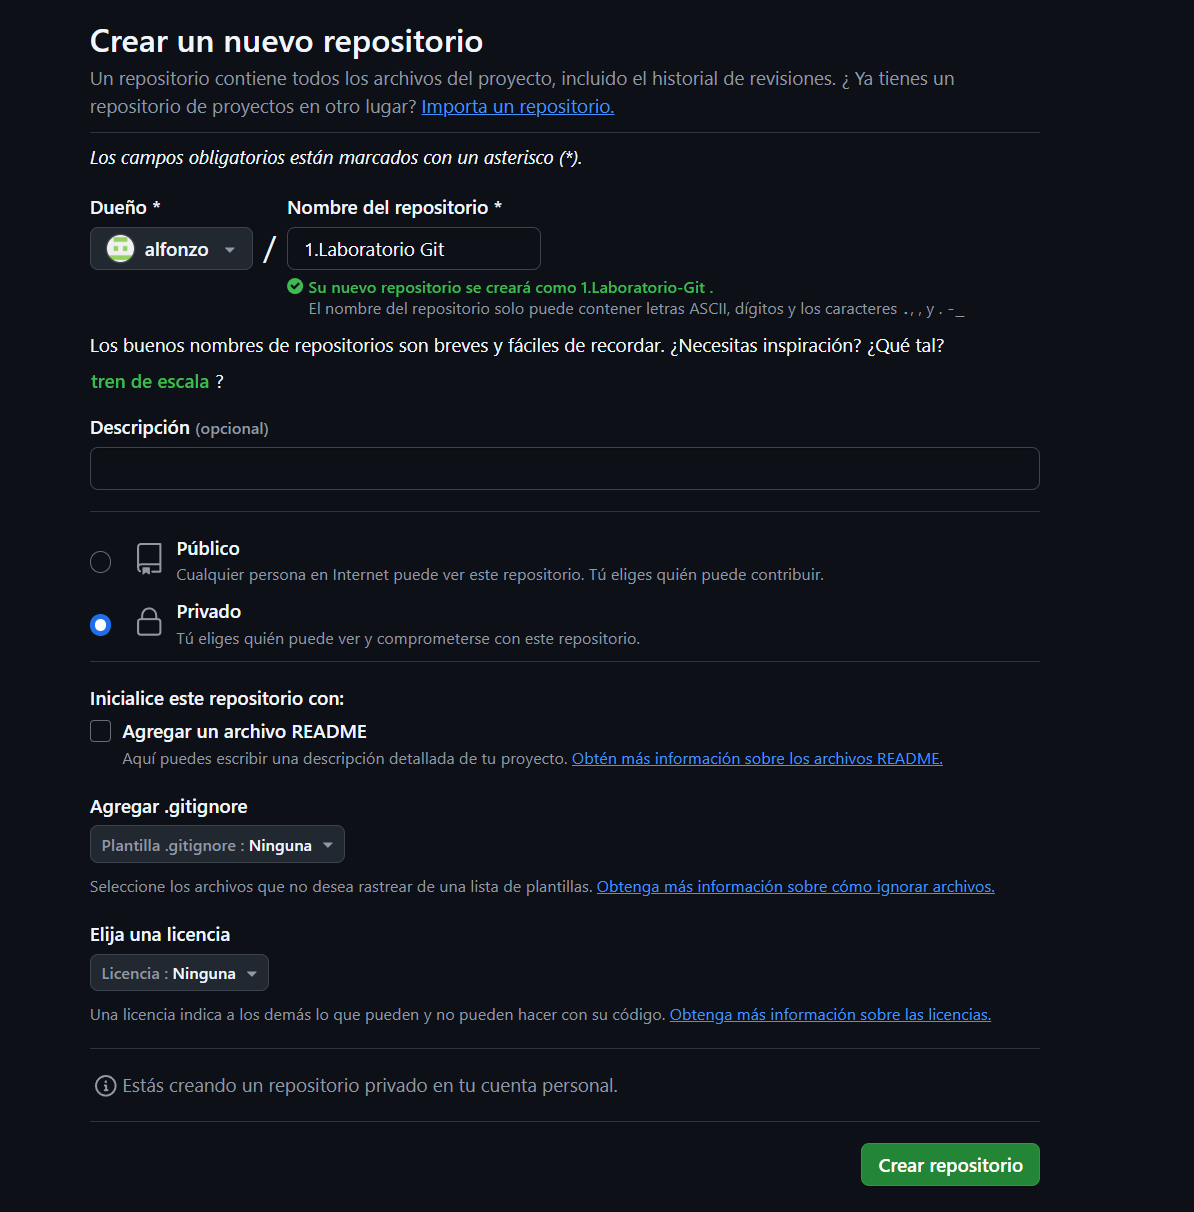 Crear un nuevo repositorio
Un repositorio contiene todos los archivos del proyecto, incluido el historial de revisiones. ¿ Ya tienes un
repositorio de proyectos en otro lugar? Importa un repositorio.
Los campos obligatorios están marcados con un asterisco (*).
Dueño * Nombre del repositorio *
alfonzo / 1.Laboratorio Git
Su nuevo repositorio se creará como 1.Laboratorio-Git .
El nombre del repositorio solo puede contener letras ASCII, dígitos y los caracteres ., , y . - _
Los buenos nombres de repositorios son breves y fáciles de recordar. ¿Necesitas inspiración? ¿Qué tal?
tren de escala ?
Descripción (opcional)
Público
Cualquier persona en Internet puede ver este repositorio. Tú eliges quién puede contribuir.
Privado
Tú eliges quién puede ver y comprometerse con este repositorio.
Inicialice este repositorio con:
Agregar un archivo README
Aquí puedes escribir una descripción detallada de tu proyecto. Obtén más información sobre los archivos README.
Agregar .gitignore
Plantilla .gitignore : Ninguna
Seleccione los archivos que no desea rastrear de una lista de plantillas. Obtenga más información sobre cómo ignorar archivos.
Elija una licencia
Licencia : Ninguna
Una licencia indica a los demás lo que pueden y no pueden hacer con su código. Obtenga más información sobre las licencias.
Estás creando un repositorio privado en tu cuenta personal.
Crear repositorio